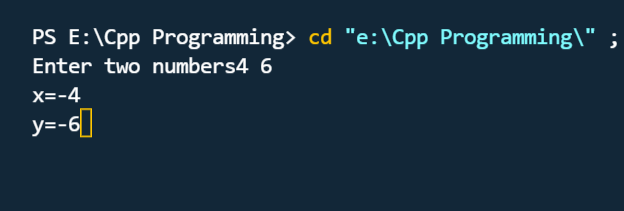 PS E:\Cpp Programming> cd "e:\Cpp Programming\" ;
Enter two numbers4 6
x=-4
y=-6